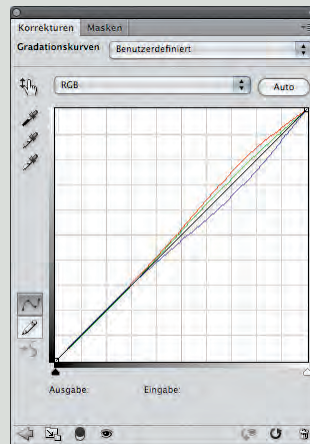 Korrekturen Masken
Gradationskurven Benutzerdefiniert
RGB Auto
Ausgabe: Eingabe: